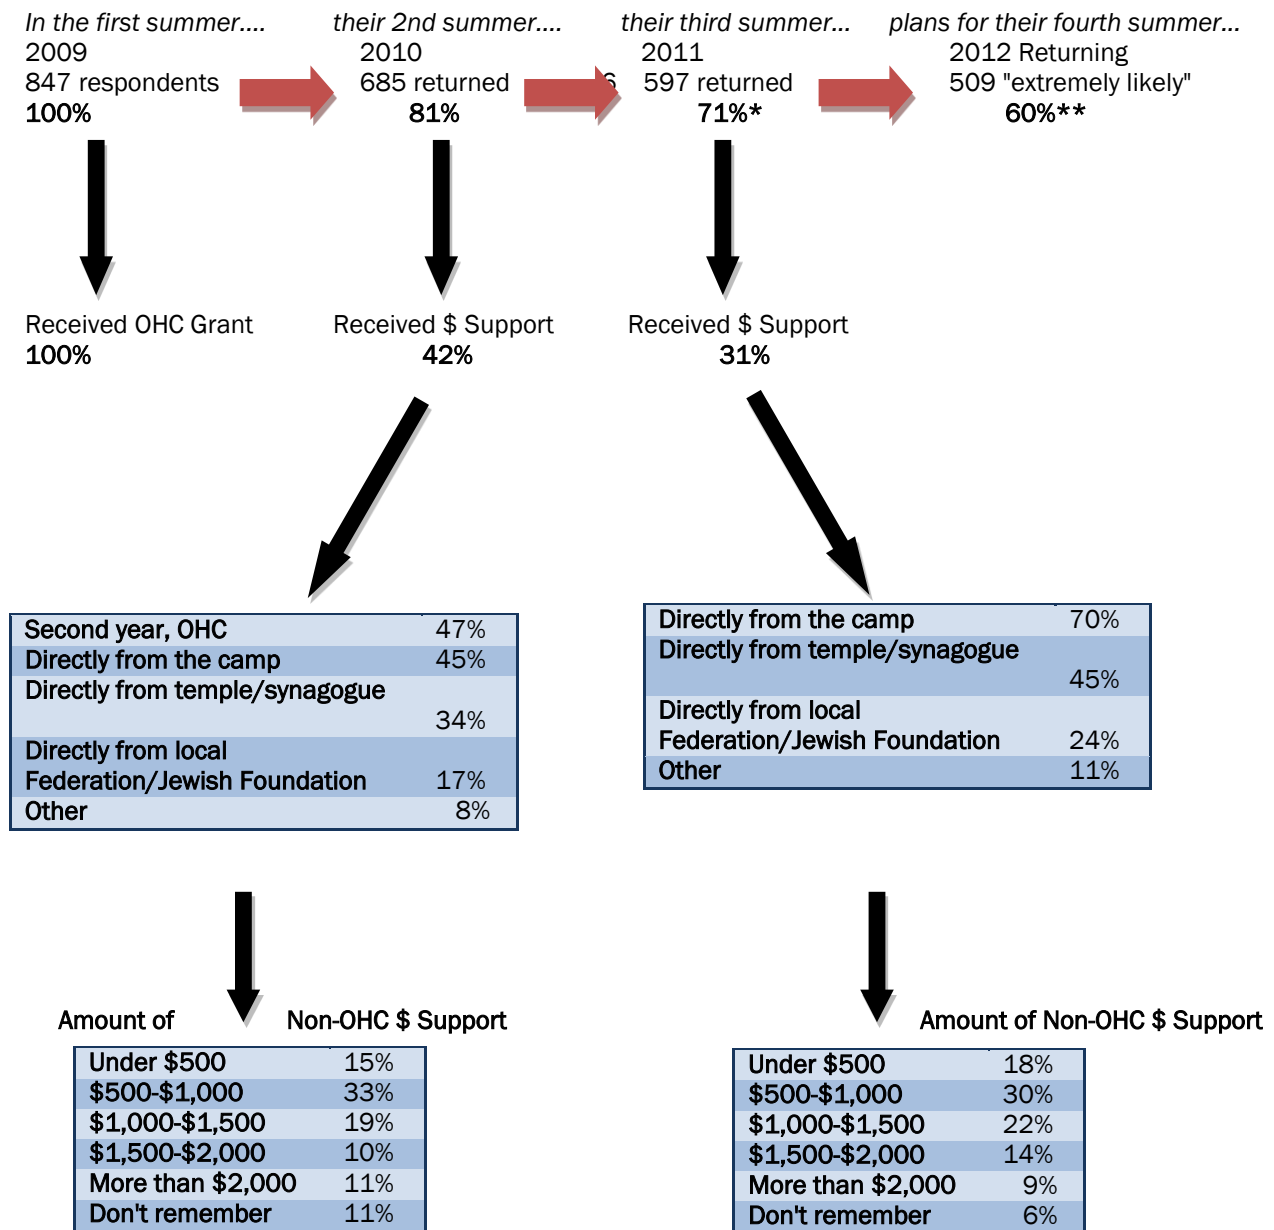 In the first summer....
2009
847 respondents
100%
their 2nd summer....
2010
685 returned
81%
6
their third summer...
2011
597 returned
71%*
plans for their fourth summer...
2012 Returning
509 "extremely likely"
60%**
Received OHC Grant
100%
Received $ Support
42%
Received $ Support
31%
Second year, OHC 47%
Directly from the camp 45%
Directly from temple/synagogue
34%
Directly from local
Federation/Jewish Foundation 17%
Other 8%
Directly from the camp 70%
Directly from temple/synagogue
45%
Directly from local
Federation/Jewish Foundation 24%
Other 11%
Amount of Non-OHC $ Support
Under $500 15%
$500-$1,000 33%
$1,000-$1,500 19%
$1,500-$2,000 10%
More than $2,000 11%
Don't remember 11%
Amount of Non-OHC $ Support
Under $500 18%
$500-$1,000 30%
$1,000-$1,500 22%
$1,500-$2,000 14%
More than $2,000 9%
Don't remember 6%